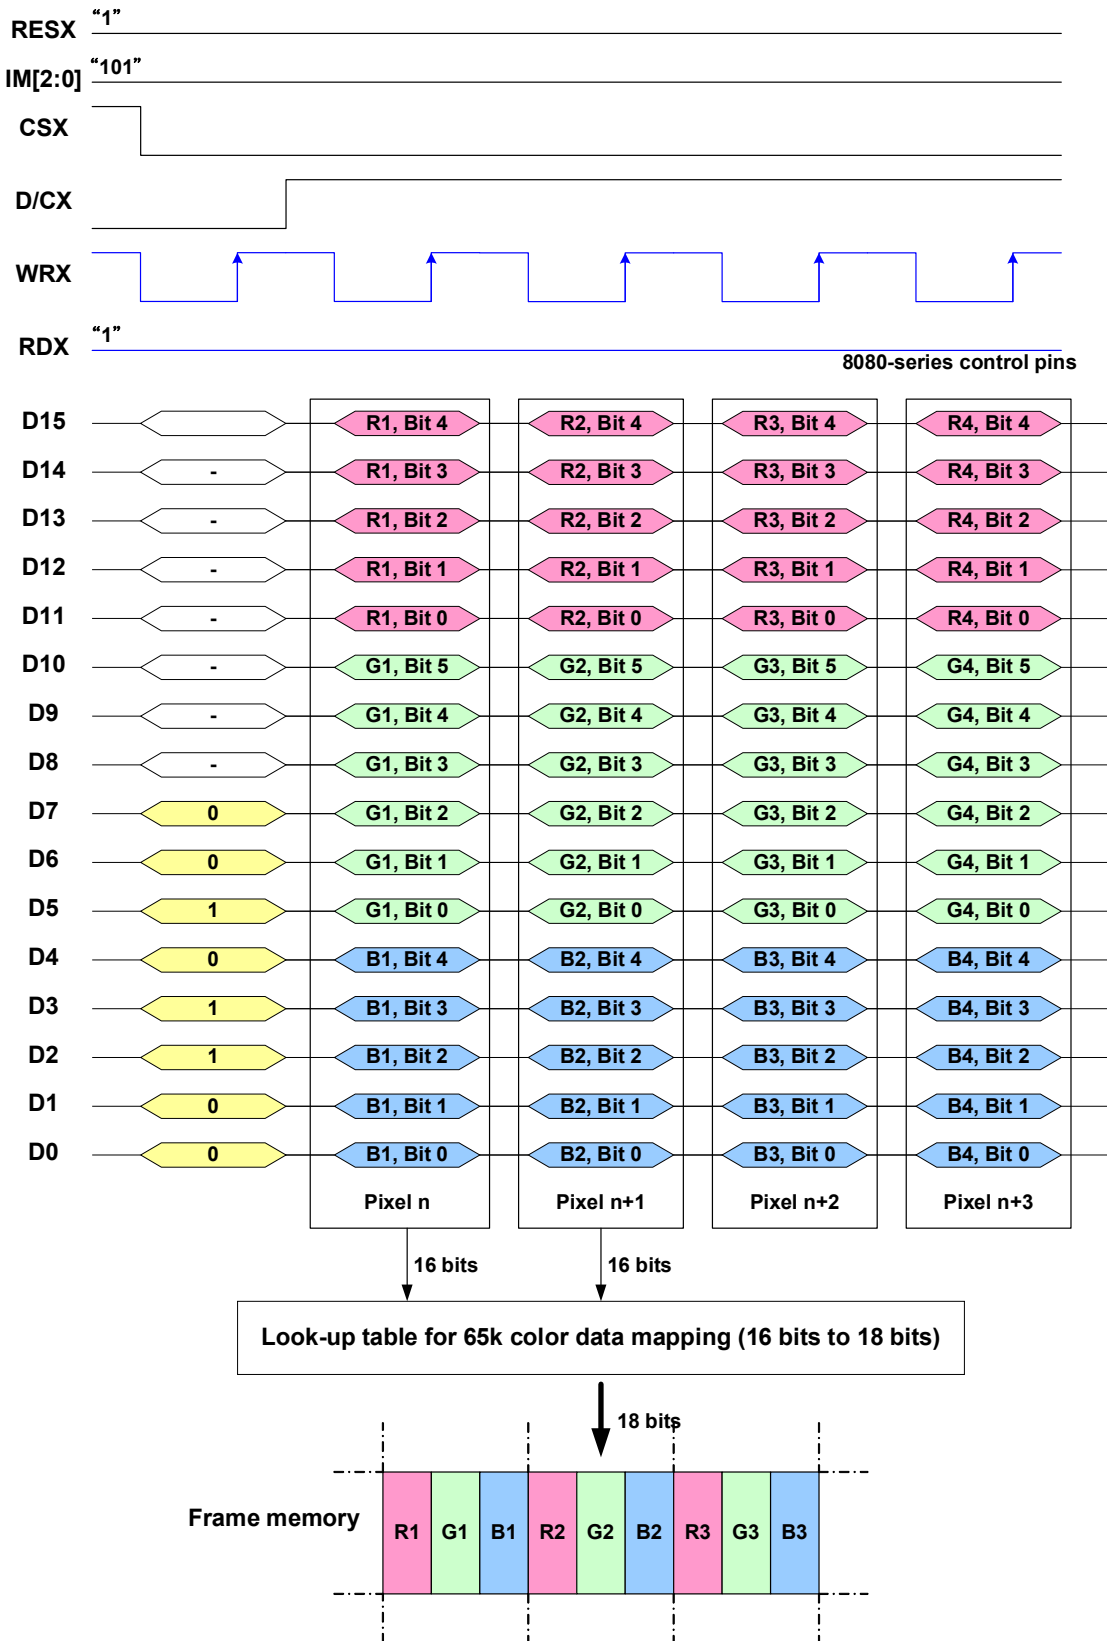 RESX “1”
IM[2:0] “101”
CSX
D/CX
WRX
RDX “1”
8080-series control pins
D15 R1, Bit 4 R2, Bit 4 R3, Bit 4 R4, Bit 4
D14 - R1, Bit 3 R2, Bit 3 R3, Bit 3 R4, Bit 3
D13 - R1, Bit 2 R2, Bit 2 R3, Bit 2 R4, Bit 2
D12 - R1, Bit 1 R2, Bit 1 R3, Bit 1 R4, Bit 1
D11 - R1, Bit 0 R2, Bit 0 R3, Bit 0 R4, Bit 0
D10 - G1, Bit 5 G2, Bit 5 G3, Bit 5 G4, Bit 5
D9 - G1, Bit 4 G2, Bit 4 G3, Bit 4 G4, Bit 4
D8 - G1, Bit 3 G2, Bit 3 G3, Bit 3 G4, Bit 3
D7 0 G1, Bit 2 G2, Bit 2 G3, Bit 2 G4, Bit 2
D6 0 G1, Bit 1 G2, Bit 1 G3, Bit 1 G4, Bit 1
D5 1 G1, Bit 0 G2, Bit 0 G3, Bit 0 G4, Bit 0
D4 0 B1, Bit 4 B2, Bit 4 B3, Bit 4 B4, Bit 4
D3 1 B1, Bit 3 B2, Bit 3 B3, Bit 3 B4, Bit 3
D2 1 B1, Bit 2 B2, Bit 2 B3, Bit 2 B4, Bit 2
D1 0 B1, Bit 1 B2, Bit 1 B3, Bit 1 B4, Bit 1
D0 0 B1, Bit 0 B2, Bit 0 B3, Bit 0 B4, Bit 0
Pixel n Pixel n+1 Pixel n+2 Pixel n+3
16 bits 16 bits
Look-up table for 65k color data mapping (16 bits to 18 bits)
18 bits
Frame memory R1 G1 B1 R2 G2 B2 R3 G3 B3